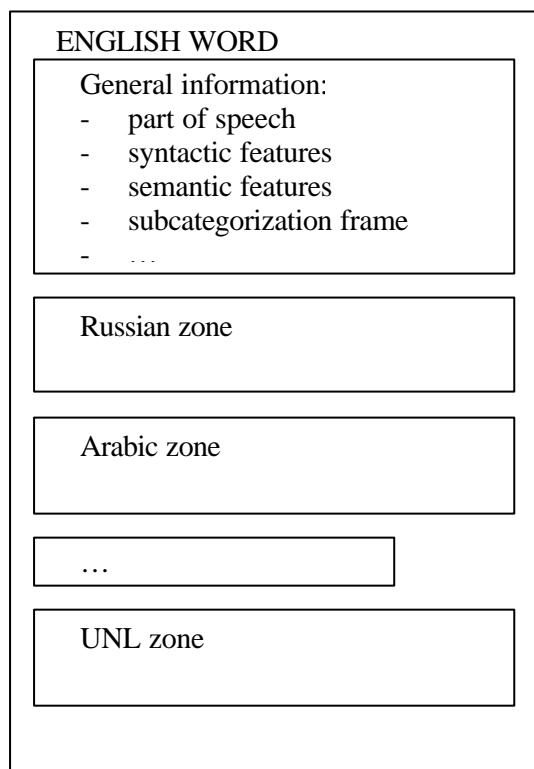 ENGLISH WORD
General information:
- part of speech
- syntactic features
- semantic features
- subcategorization frame
- …
Russian zone
Arabic zone
…
UNL zone